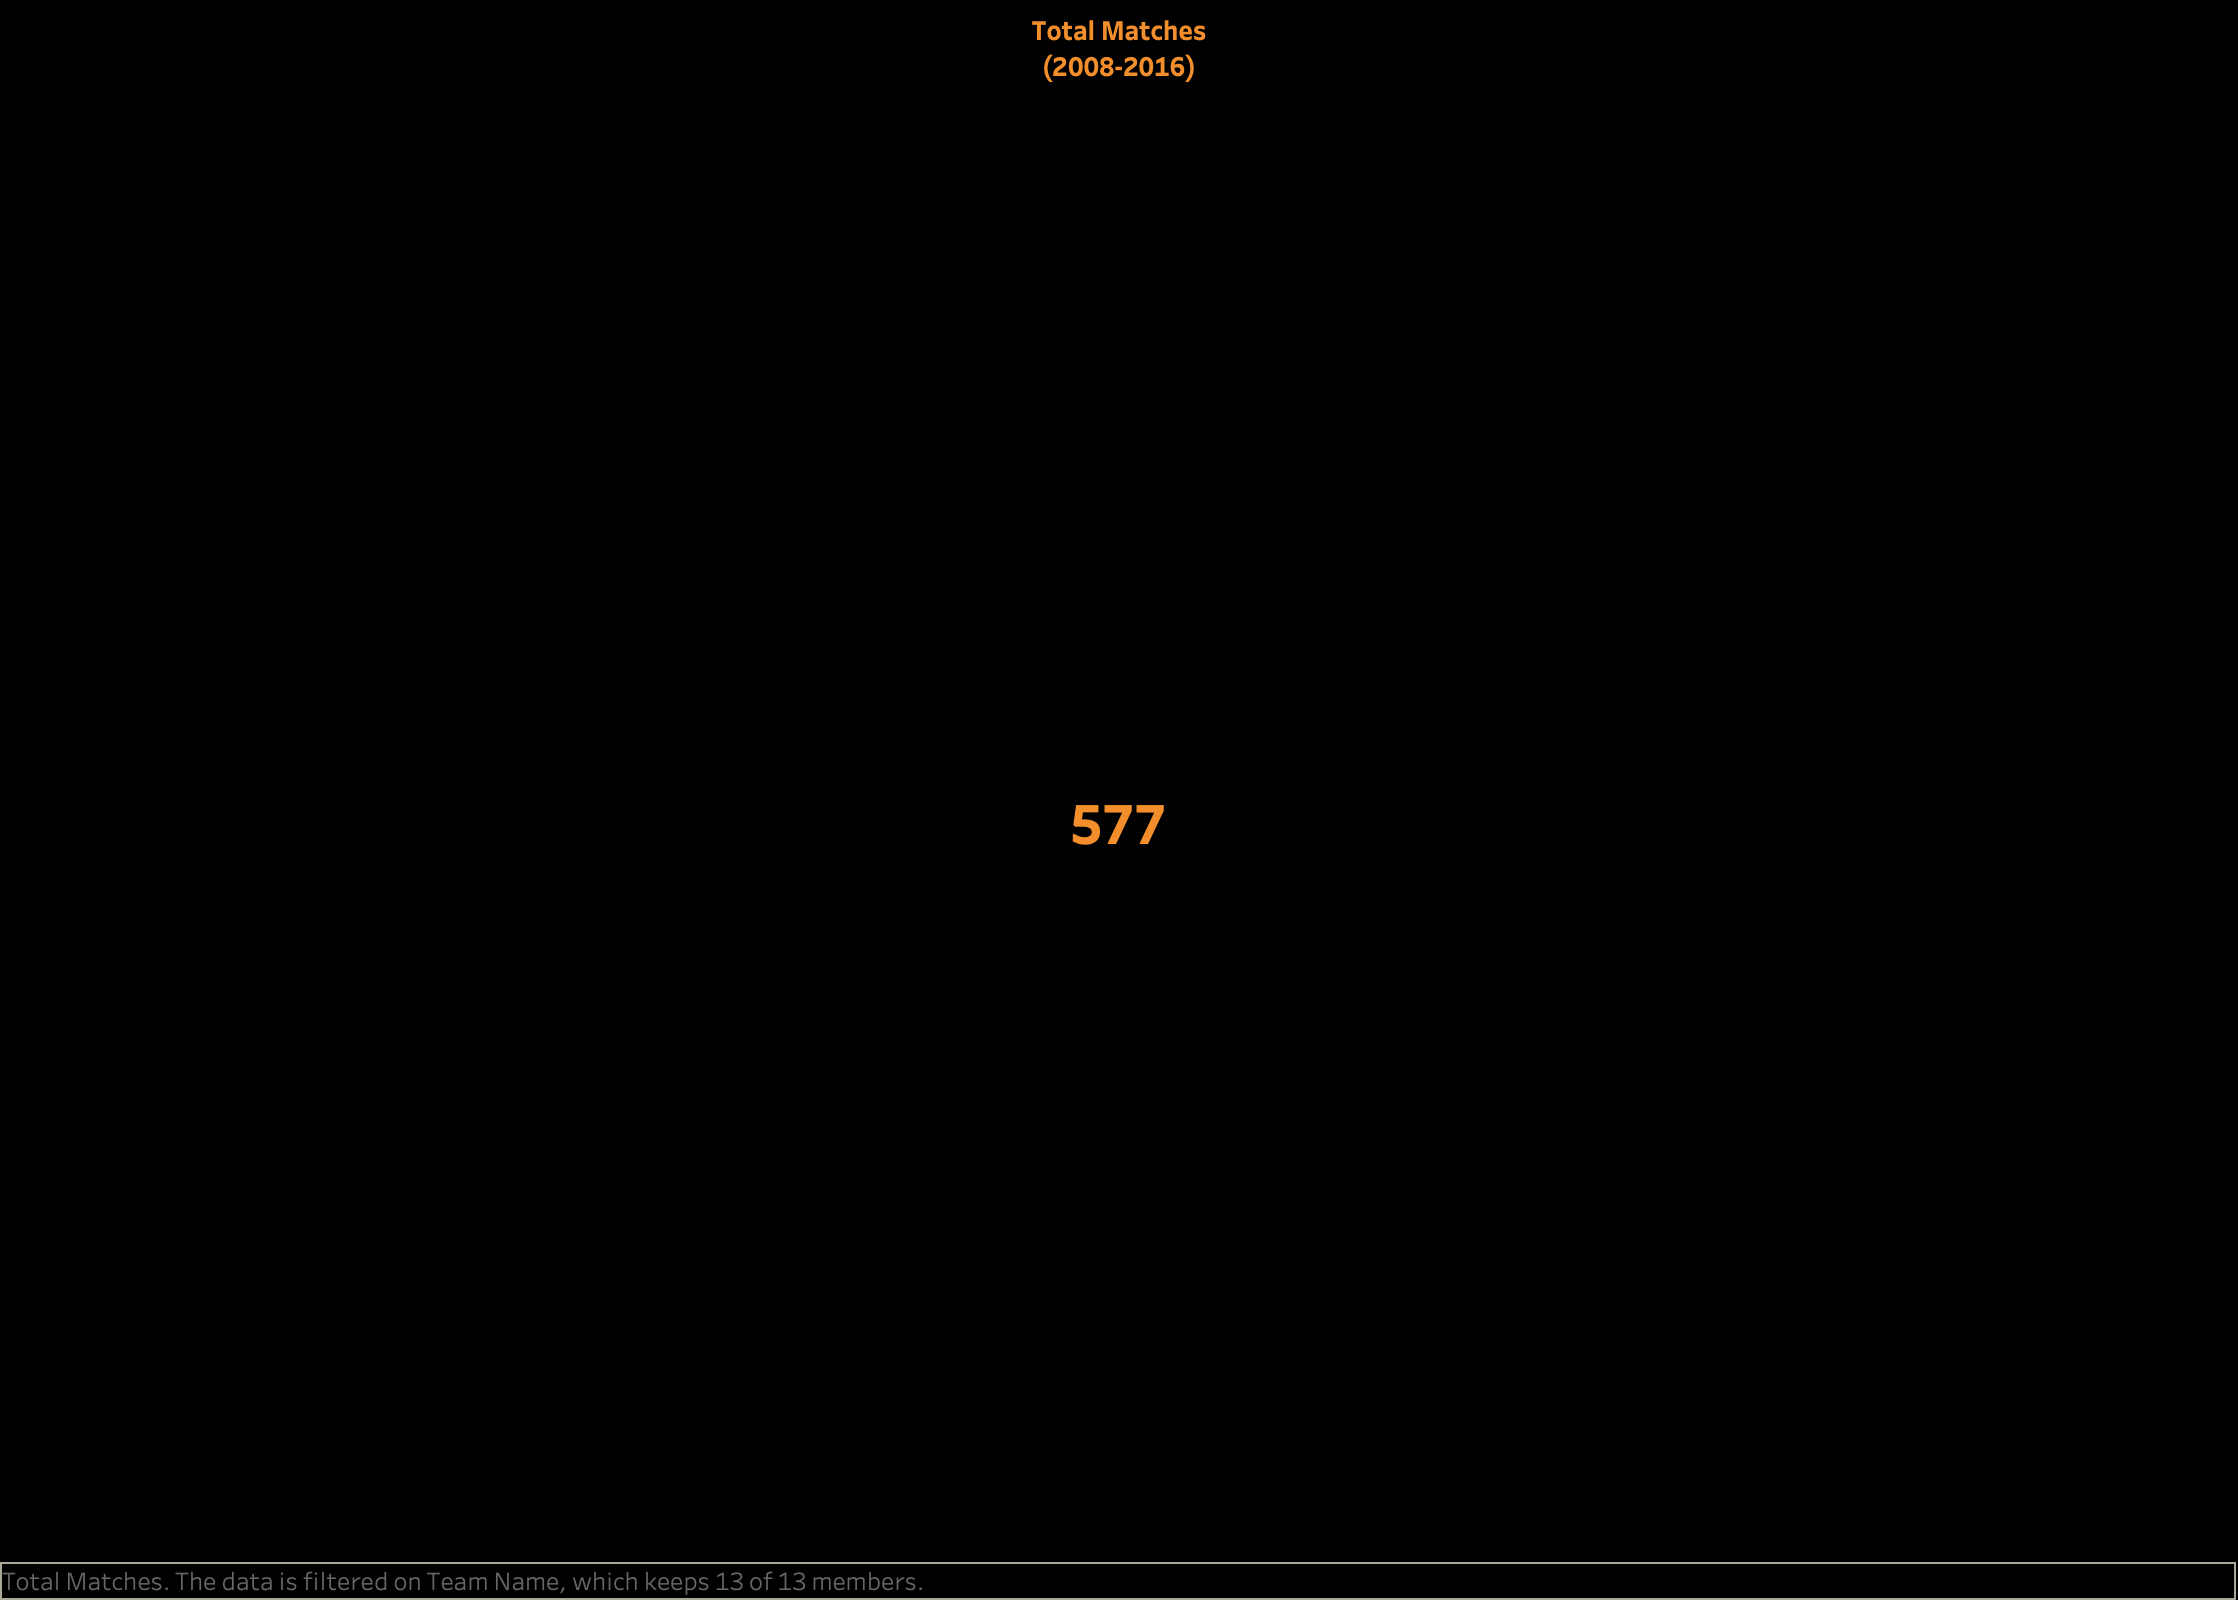 Total Matches
(2008-2016)
577
Total Matches. The data is filtered on Team Name, which keeps 13 of 13 members.